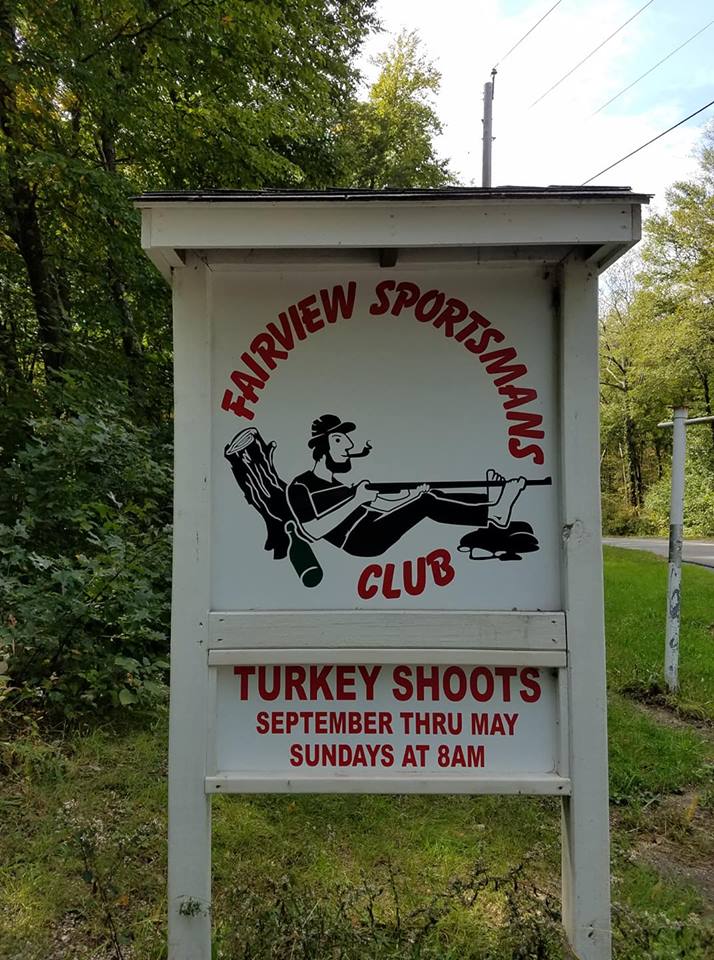 FAIRVIEW SPORTSMANS
CLUB
TURKEY SHOOTS
SEPTEMBER THRU MAY
SUNDAYS AT 8AM